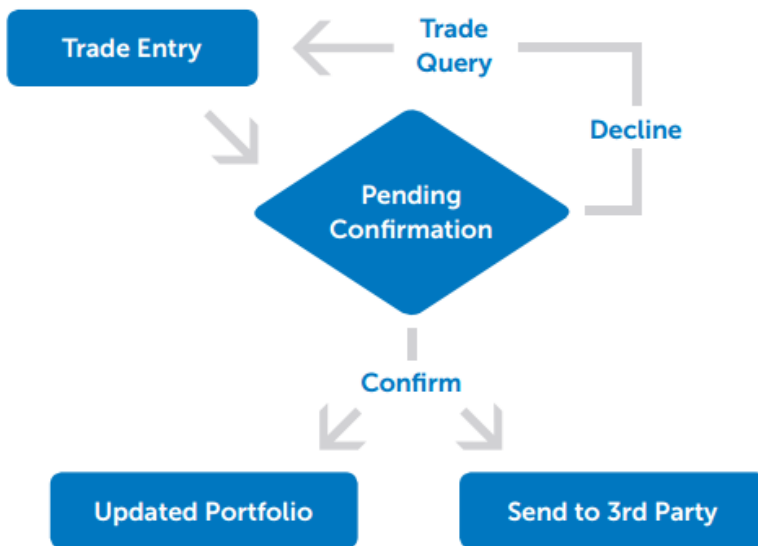 Trade Entry
Trade
Query
Decline
Pending
Confirmation
Confirm
Updated Portfolio
Send to 3rd Party